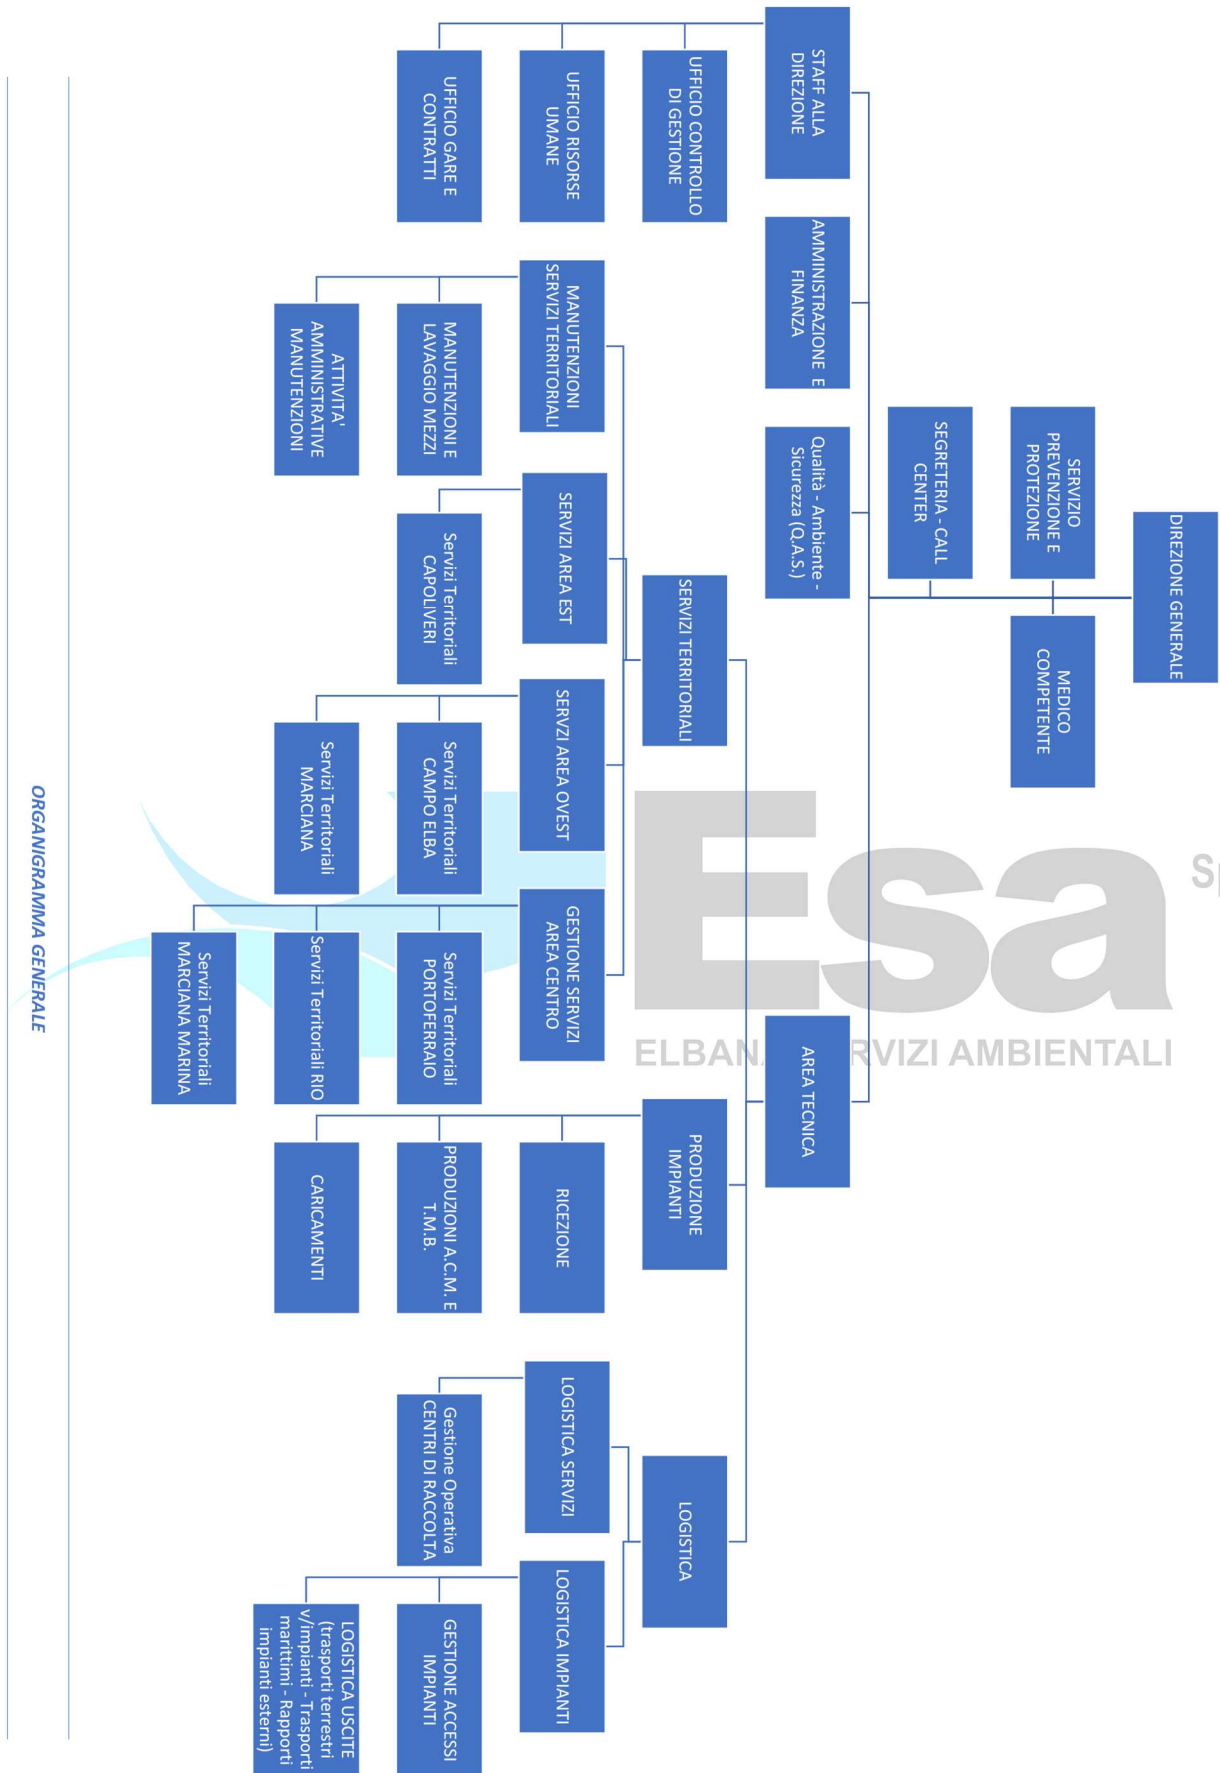 Esa
Sp
ELBANA SERVIZI AMBIENTALI
DIREZIONE GENERALE
SERVIZIO
PREVENZIONE E
PROTEZIONE
MEDICO
COMPETENTE
SEGRETERIA - CALL
CENTER
STAFF ALLA
DIREZIONE
AMMINISTRAZIONE E
FINANZA
Qualità - Ambiente -
Sicurezza (Q.A.S.)
AREA TECNICA
UFFICIO CONTROLLO
DI GESTIONE
UFFICIO RISORSE
UMANE
UFFICIO GARE E
CONTRATTI
SERVIZI TERRITORIALI
PRODUZIONE
IMPIANTI
LOGISTICA
MANUTENZIONI
SERVIZI TERRITORIALI
MANUTENZIONI E
LAVAGGIO MEZZI
ATTIVITA'
AMMINISTRATIVE
MANUTENZIONI
SERVIZI AREA EST
Servizi Territoriali
CAPOLIVERI
SERVZI AREA OVEST
Servizi Territoriali
CAMPO ELBA
Servizi Territoriali
MARCIANA
GESTIONE SERVIZI
AREA CENTRO
Servizi Territoriali
PORTOFERRAIO
Servizi Territoriali RIO
Servizi Territoriali
MARCIANA MARINA
RICEZIONE
PRODUZIONI A.C.M. E
T.M.B.
CARICAMENTI
LOGISTICA SERVIZI
Gestione Operativa
CENTRI DI RACCOLTA
LOGISTICA IMPIANTI
GESTIONE ACCESSI
IMPIANTI
LOGISTICA USCITE
(trasporti terrestri
v/impianti - Trasporti
marittimi - Rapporti
impianti esterni)
ORGANIGRAMMA GENERALE